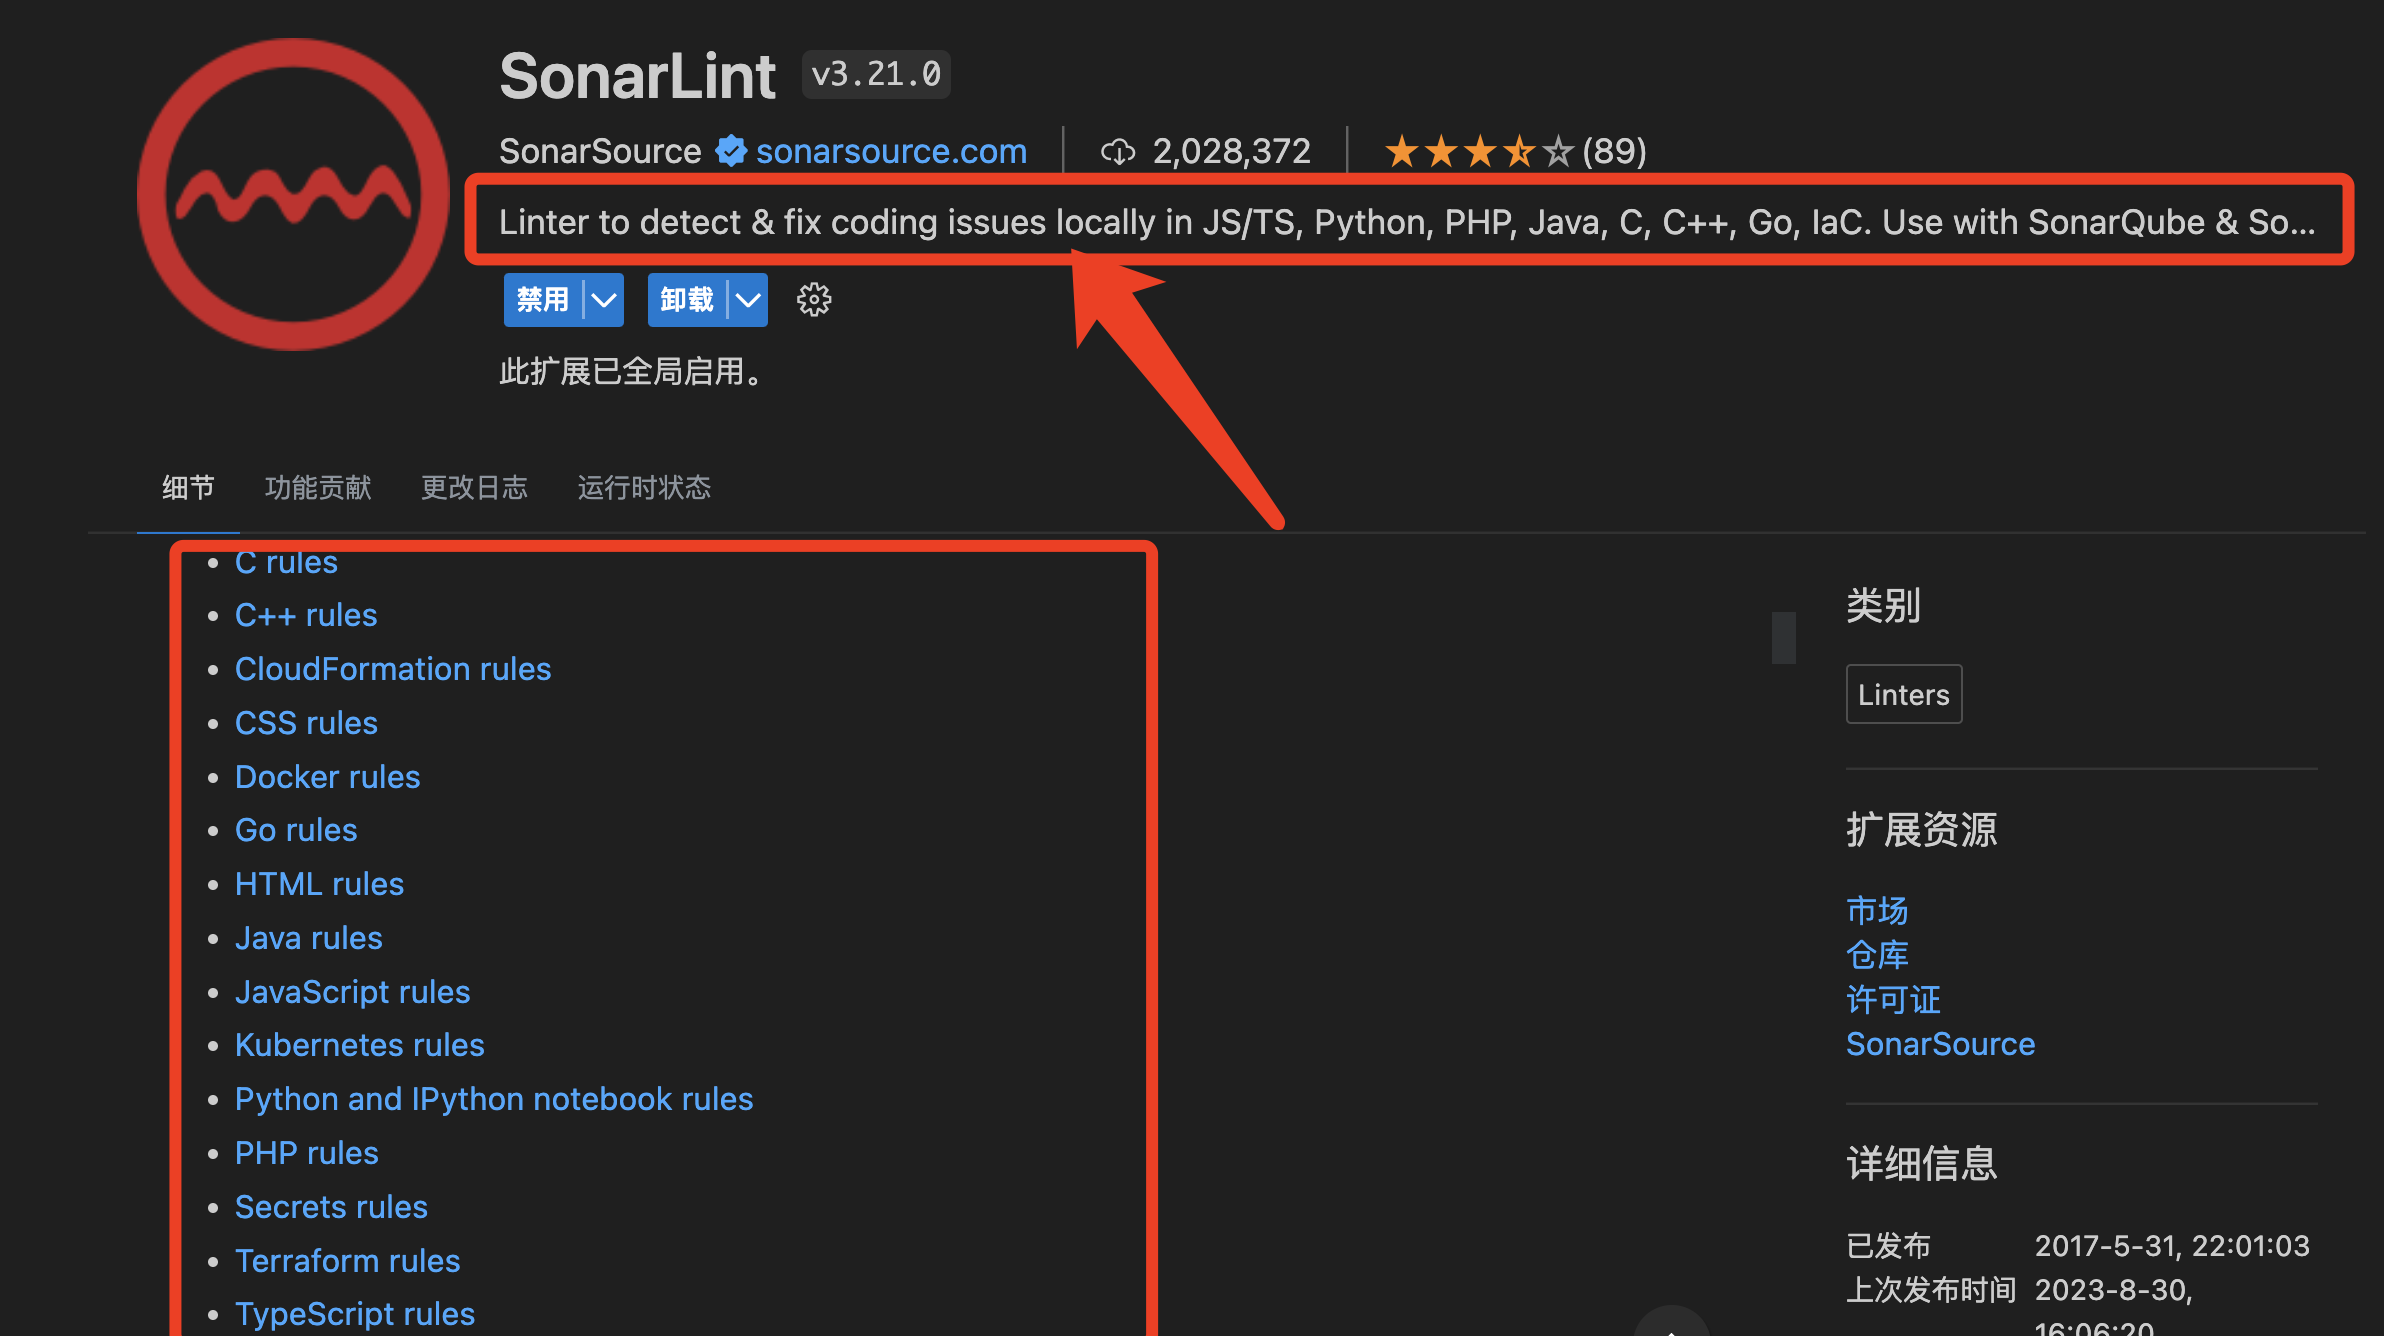 SonarLint v3.21.0
SonarSource sonarsource.com 2,028,372 (89)
Linter to detect & fix coding issues locally in JS/TS, Python, PHP, Java, C, C++, Go, IaC. Use with SonarQube & So...
禁用 卸载
此扩展已全局启用。
细节 功能贡献 更改日志 运行时状态
C rules
C++ rules
CloudFormation rules
CSS rules
Docker rules
Go rules
HTML rules
Java rules
JavaScript rules
Kubernetes rules
Python and IPython notebook rules
PHP rules
Secrets rules
Terraform rules
TypeScript rules
类别
Linters
扩展资源
市场
仓库
许可证
SonarSource
详细信息
已发布 2017-5-31, 22:01:03
上次发布时间 2023-8-30,
16:06:20